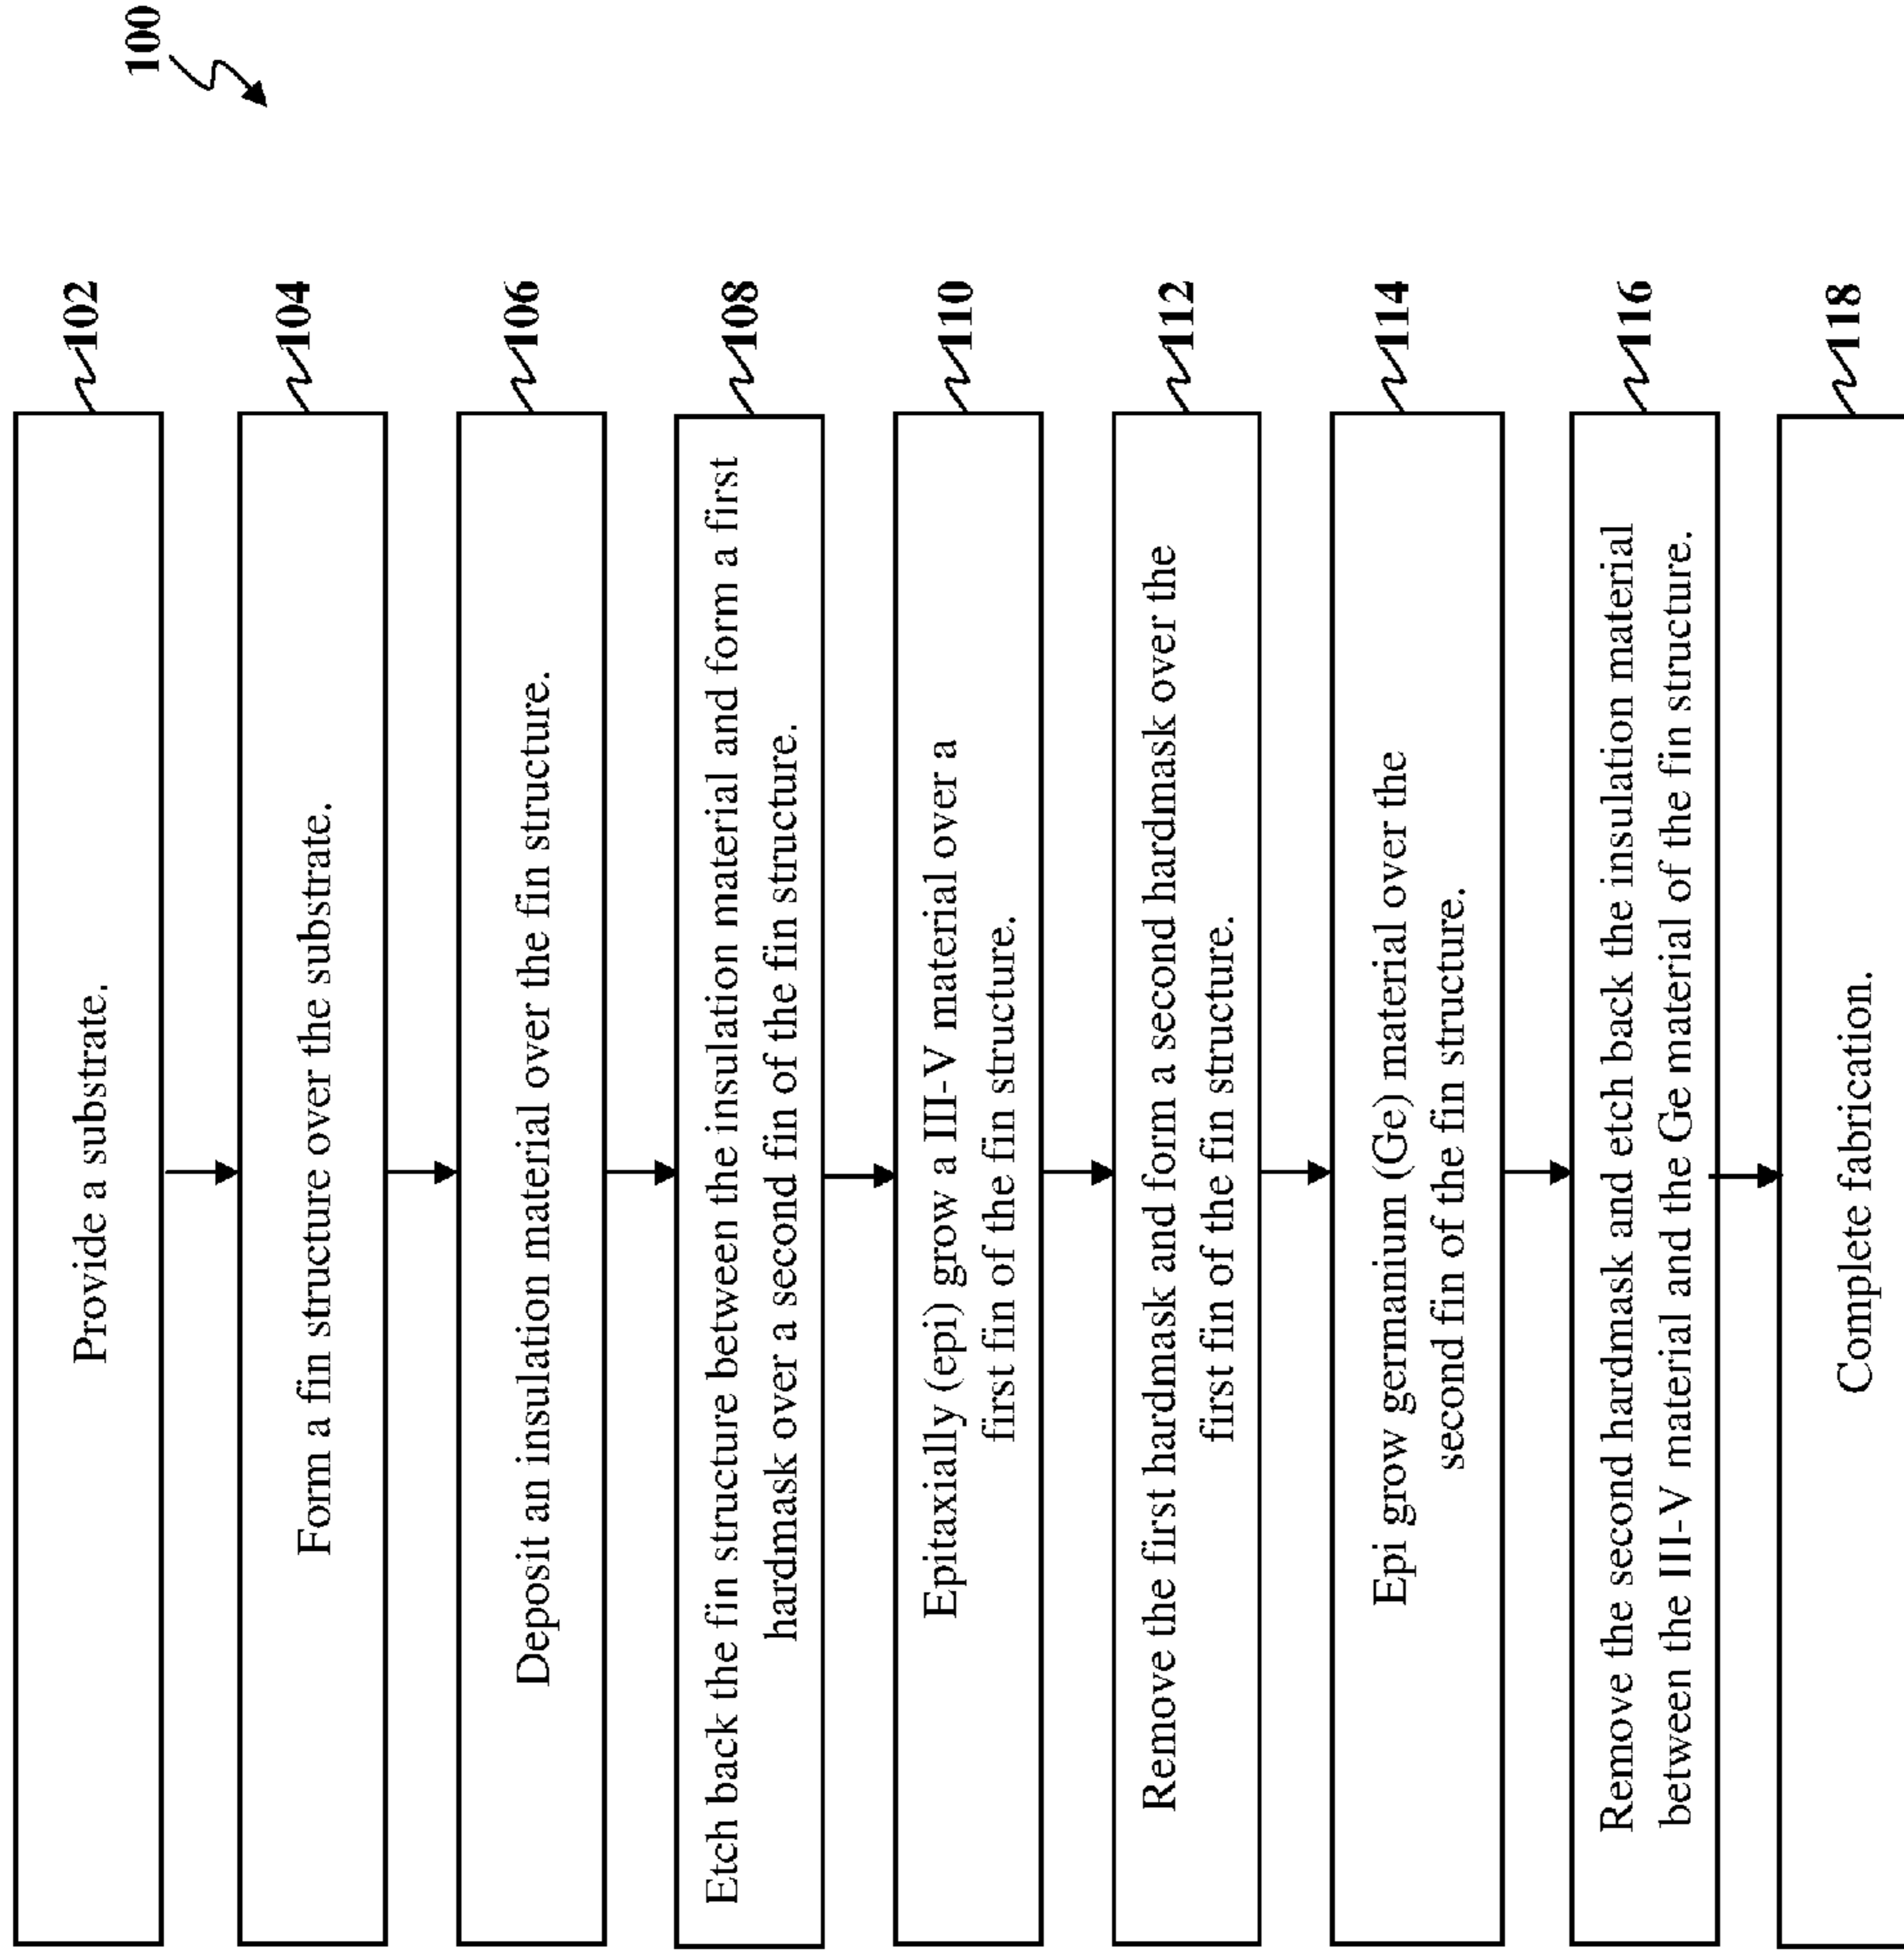 100
Provide a substrate.
102
Form a fin structure over the substrate.
104
Deposit an insulation material over the fin structure.
106
Etch back the fin structure between the insulation material and form a first
hardmask over a second fin of the fin structure.
108
Epitaxially (epi) grow a III-V material over a
first fin of the fin structure.
110
Remove the first hardmask and form a second hardmask over the
first fin of the fin structure.
112
Epi grow germanium (Ge) material over the
second fin of the fin structure.
114
Remove the second hardmask and etch back the insulation material
between the III-V material and the Ge material of the fin structure.
116
Complete fabrication.
118